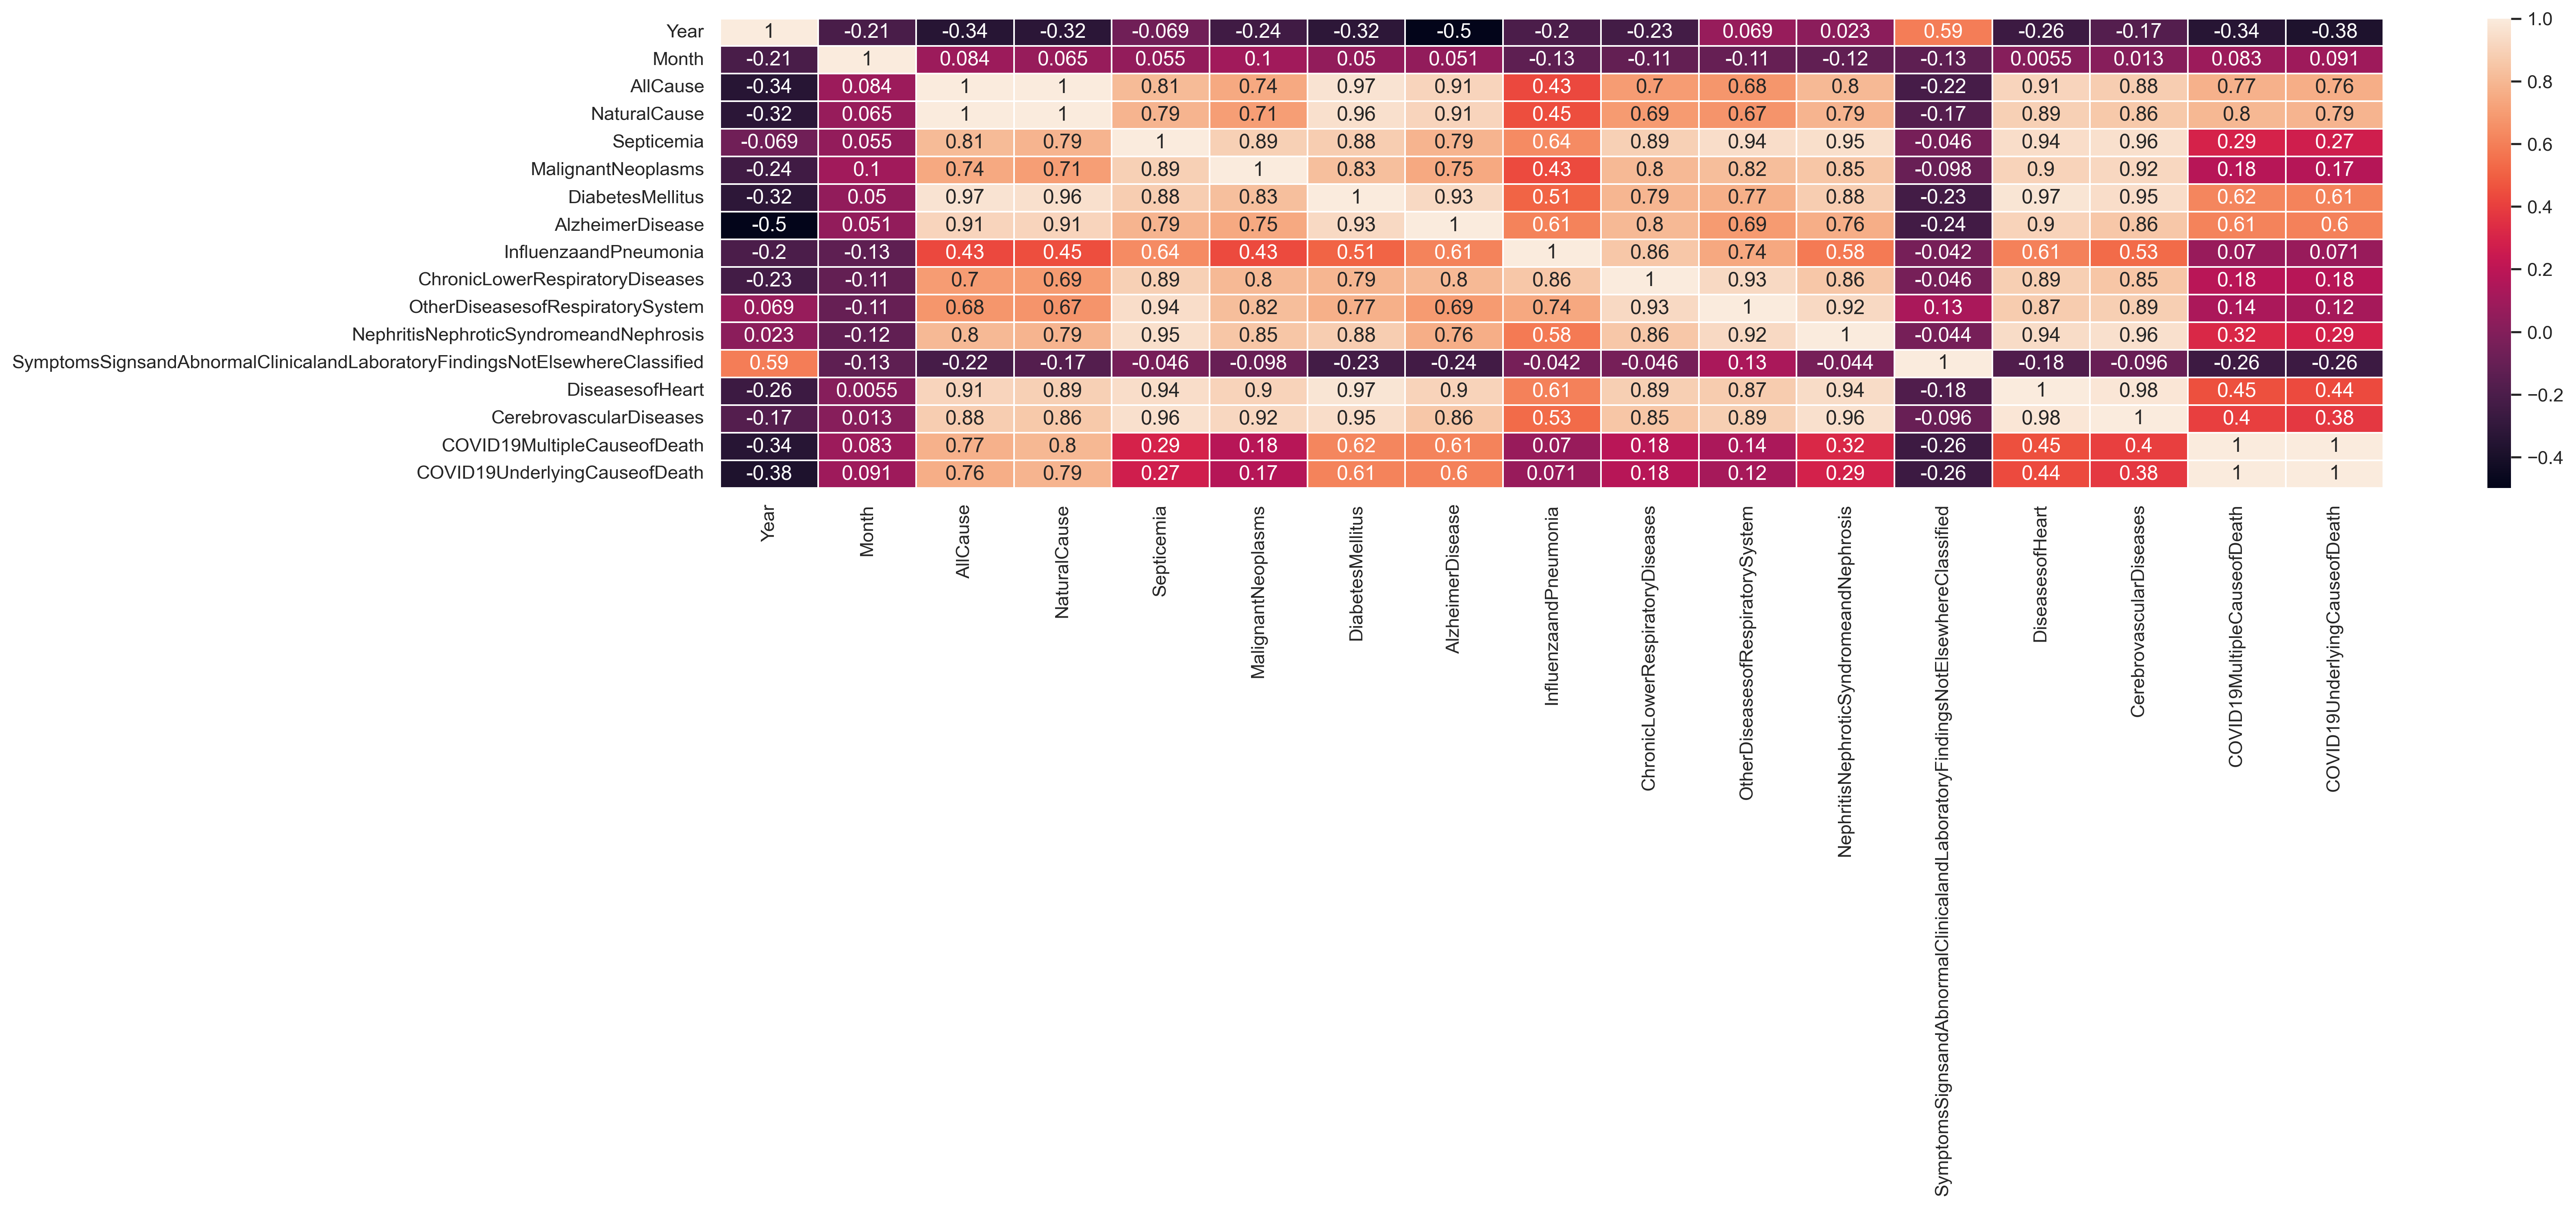 Year 1 -0.21 -0.34 -0.32 -0.069 -0.24 -0.32 -0.5 -0.2 -0.23 0.069 0.023 0.59 -0.26 -0.17 -0.34 -0.38
Month -0.21 1 0.084 0.065 0.055 0.1 0.05 0.051 -0.13 -0.11 -0.11 -0.12 -0.13 0.0055 0.013 0.083 0.091
AllCause -0.34 0.084 1 1 0.81 0.74 0.97 0.91 0.43 0.7 0.68 0.8 -0.22 0.91 0.88 0.77 0.76
NaturalCause -0.32 0.065 1 1 0.79 0.71 0.96 0.91 0.45 0.69 0.67 0.79 -0.17 0.89 0.86 0.8 0.79
Septicemia -0.069 0.055 0.81 0.79 1 0.89 0.88 0.79 0.64 0.89 0.94 0.95 -0.046 0.94 0.96 0.29 0.27
MalignantNeoplasms -0.24 0.1 0.74 0.71 0.89 1 0.83 0.75 0.43 0.8 0.82 0.85 -0.098 0.9 0.92 0.18 0.17
DiabetesMellitus -0.32 0.05 0.97 0.96 0.88 0.83 1 0.93 0.51 0.79 0.77 0.88 -0.23 0.97 0.95 0.62 0.61
AlzheimerDisease -0.5 0.051 0.91 0.91 0.79 0.75 0.93 1 0.61 0.8 0.69 0.76 -0.24 0.9 0.86 0.61 0.6
InfluenzaandPneumonia -0.2 -0.13 0.43 0.45 0.64 0.43 0.51 0.61 1 0.86 0.74 0.58 -0.042 0.61 0.53 0.07 0.071
ChronicLowerRespiratoryDiseases -0.23 -0.11 0.7 0.69 0.89 0.8 0.79 0.8 0.86 1 0.93 0.86 -0.046 0.89 0.85 0.18 0.18
OtherDiseasesofRespiratorySystem 0.069 -0.11 0.68 0.67 0.94 0.82 0.77 0.69 0.74 0.93 1 0.92 0.13 0.87 0.89 0.14 0.12
NephritisNephroticSyndromeandNephrosis 0.023 -0.12 0.8 0.79 0.95 0.85 0.88 0.76 0.58 0.86 0.92 1 -0.044 0.94 0.96 0.32 0.29
SymptomsSignsandAbnormalClinicalandLaboratoryFindingsNotElsewhereClassified 0.59 -0.13 -0.22 -0.17 -0.046 -0.098 -0.23 -0.24 -0.042 -0.046 0.13 -0.044 1 -0.18 -0.096 -0.26 -0.26
DiseasesofHeart -0.26 0.0055 0.91 0.89 0.94 0.9 0.97 0.9 0.61 0.89 0.87 0.94 -0.18 1 0.98 0.45 0.44
CerebrovascularDiseases -0.17 0.013 0.88 0.86 0.96 0.92 0.95 0.86 0.53 0.85 0.89 0.96 -0.096 0.98 1 0.4 0.38
COVID19MultipleCauseofDeath -0.34 0.083 0.77 0.8 0.29 0.18 0.62 0.61 0.07 0.18 0.14 0.32 -0.26 0.45 0.4 1 1
COVID19UnderlyingCauseofDeath -0.38 0.091 0.76 0.79 0.27 0.17 0.61 0.6 0.071 0.18 0.12 0.29 -0.26 0.44 0.38 1 1
Year
Month
AllCause
NaturalCause
Septicemia
MalignantNeoplasms
DiabetesMellitus
AlzheimerDisease
InfluenzaandPneumonia
ChronicLowerRespiratoryDiseases
OtherDiseasesofRespiratorySystem
NephritisNephroticSyndromeandNephrosis
SymptomsSignsandAbnormalClinicalandLaboratoryFindingsNotElsewhereClassified
DiseasesofHeart
CerebrovascularDiseases
COVID19MultipleCauseofDeath
COVID19UnderlyingCauseofDeath
1.0
0.8
0.6
0.4
0.2
0.0
−0.2
−0.4